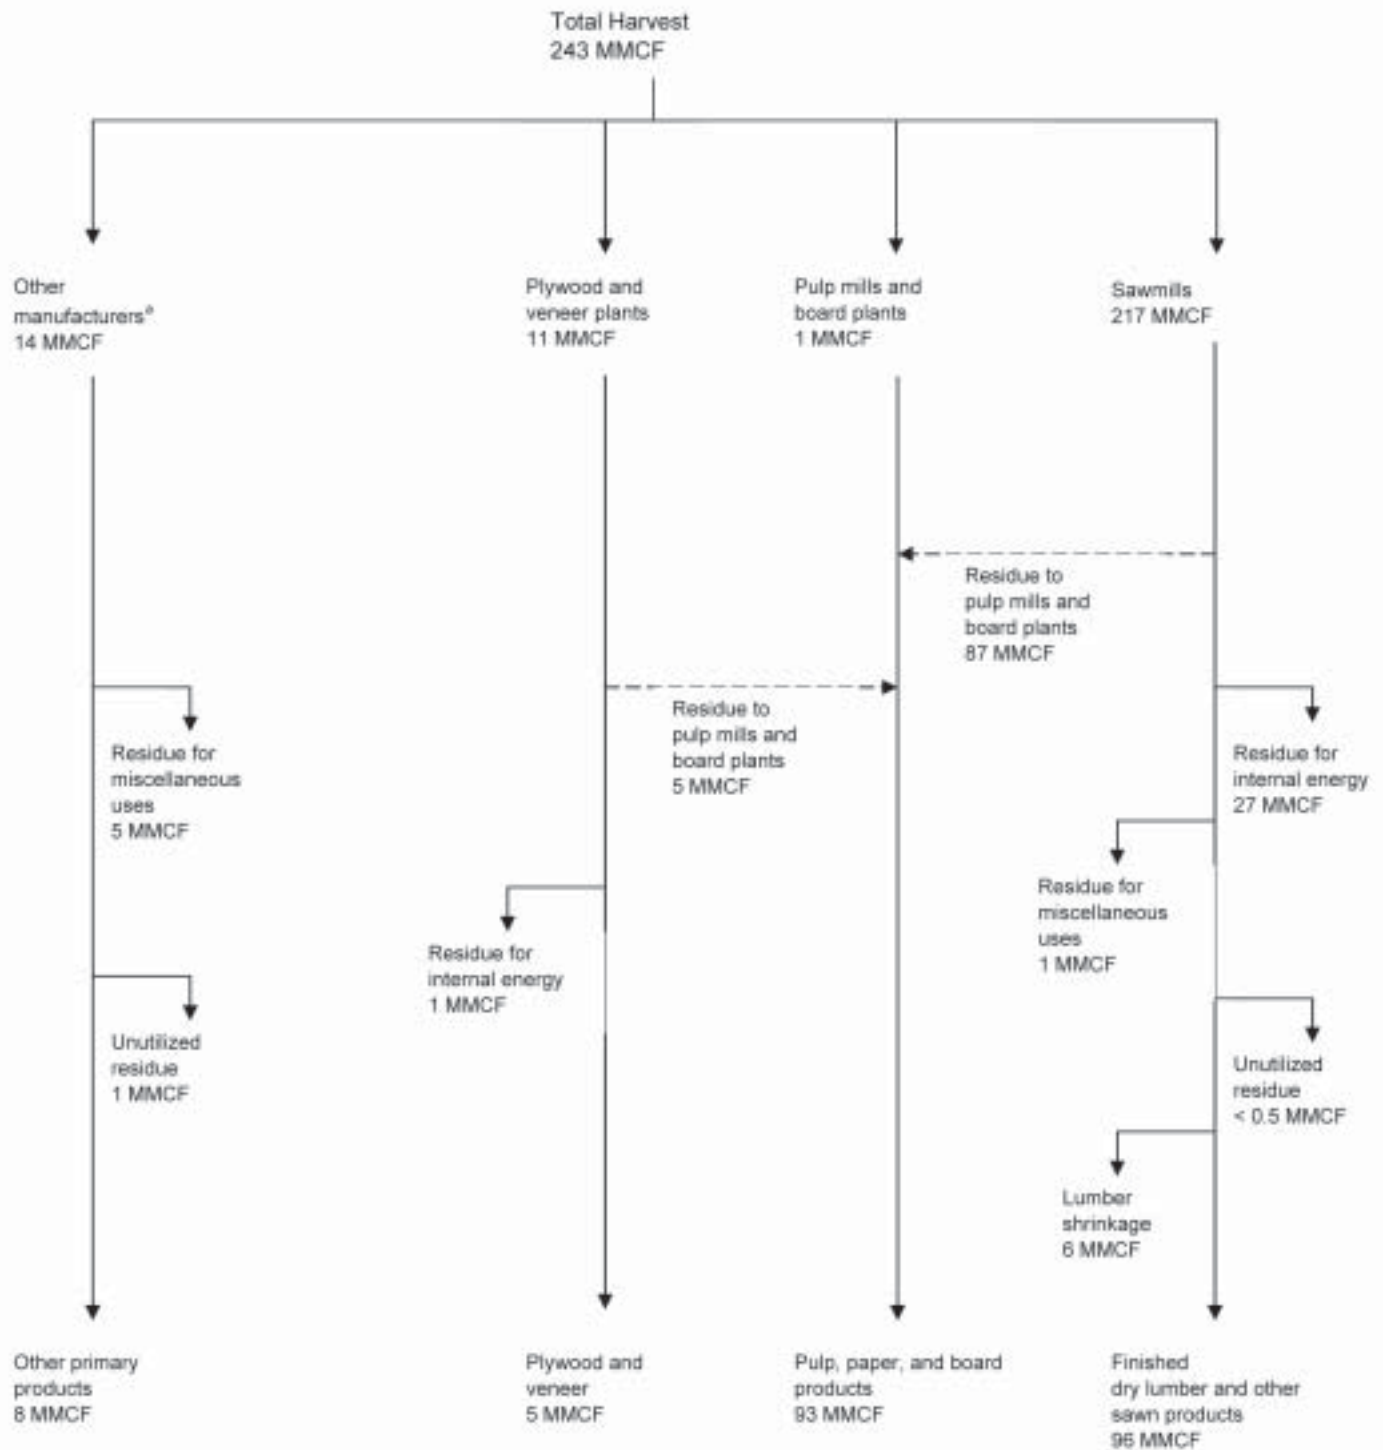 Total Harvest
243 MMCF
Other
manufacturersᵃ
14 MMCF
Plywood and
veneer plants
11 MMCF
Pulp mills and
board plants
1 MMCF
Sawmills
217 MMCF
Residue to
pulp mills and
board plants
87 MMCF
Residue to
pulp mills and
board plants
5 MMCF
Residue for
miscellaneous
uses
5 MMCF
Residue for
internal energy
27 MMCF
Residue for
miscellaneous
uses
1 MMCF
Residue for
internal energy
1 MMCF
Unutilized
residue
1 MMCF
Unutilized
residue
< 0.5 MMCF
Lumber
shrinkage
6 MMCF
Other primary
products
8 MMCF
Plywood and
veneer
5 MMCF
Pulp, paper, and board
products
93 MMCF
Finished
dry lumber and other
sawn products
96 MMCF